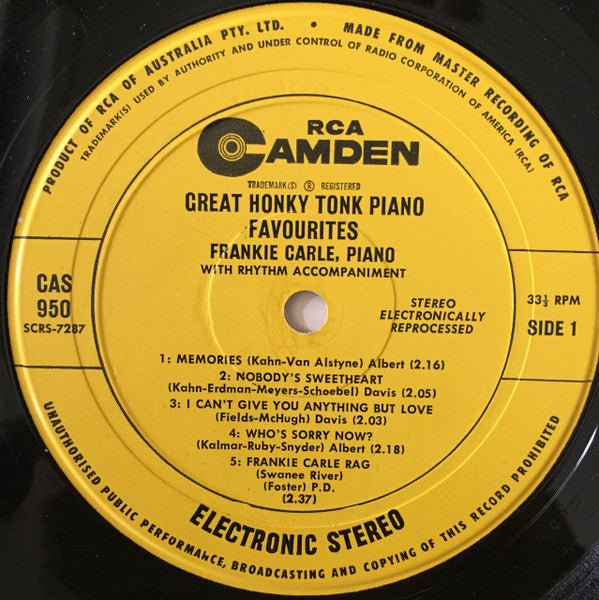 PRODUCT OF RCA OF AUSTRALIA PTY. LTD. • MADE FROM MASTER RECORDING OF RCA
TRADEMARK(S) USED BY AUTHORITY AND UNDER CONTROL OF RADIO CORPORATION OF AMERICA (RCA)
RCA
CAMDEN
TRADEMARK(S) ® REGISTERED
GREAT HONKY TONK PIANO
FAVOURITES
FRANKIE CARLE, PIANO
WITH RHYTHM ACCOMPANIMENT
CAS
950
SCRS-7287
STEREO
ELECTRONICALLY
REPROCESSED
33⅓ RPM
SIDE 1
1: MEMORIES (Kahn-Van Alstyne) Albert (2.16)
2: NOBODY'S SWEETHEART
(Kahn-Erdman-Meyers-Schoebel) Davis (2.05)
3: I CAN'T GIVE YOU ANYTHING BUT LOVE
(Fields-McHugh) Davis (2.03)
4: WHO'S SORRY NOW?
(Kalmar-Ruby-Snyder) Albert (2.18)
5: FRANKIE CARLE RAG
(Swanee River)
(Foster) P.D.
(2.37)
ELECTRONIC STEREO
UNAUTHORISED PUBLIC PERFORMANCE, BROADCASTING AND COPYING OF THIS RECORD PROHIBITED